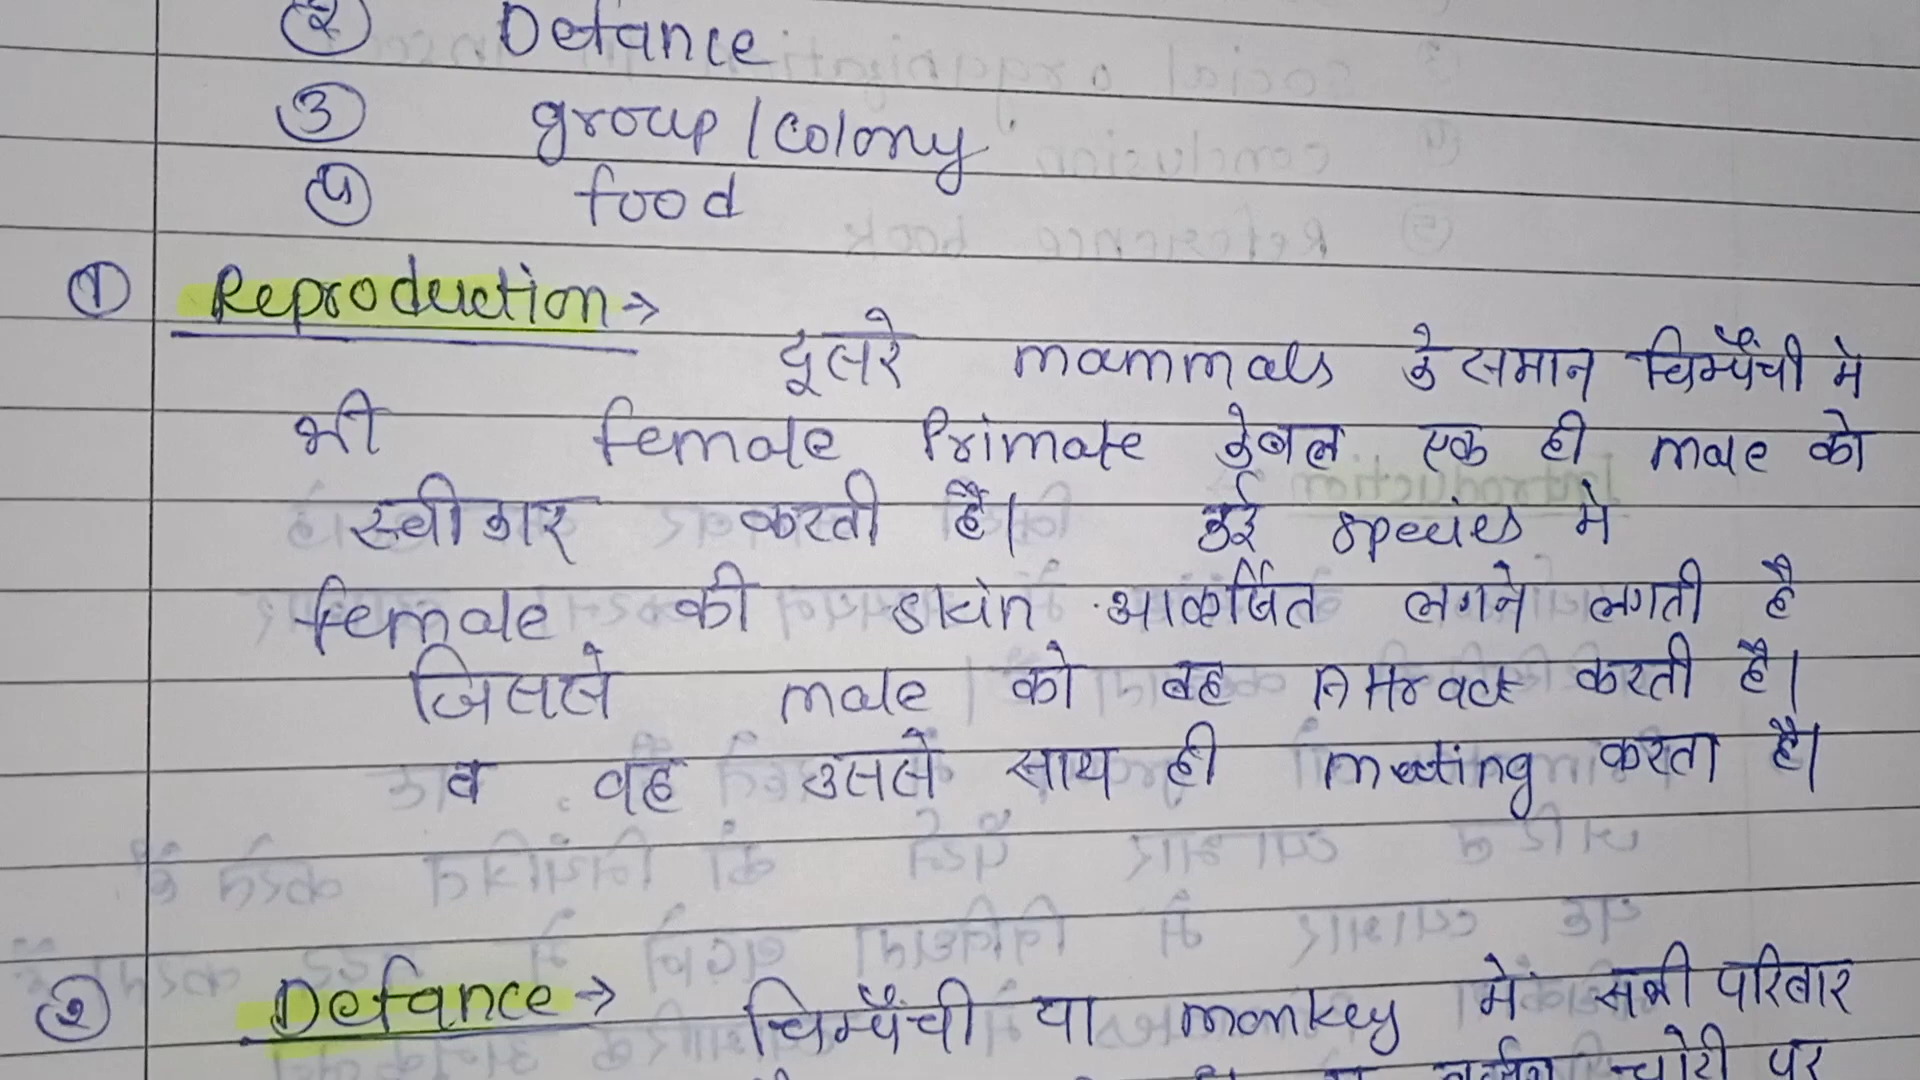 ② Defance
③ group/colony
④ food
① Reproduction →
दूसरे mammals के समान चिम्पैंची मे
भी female Primate केवल एक ही male को
स्वीकार करती है। कई species मे
female की skin आकर्षित लगने लगती है
जिससे male को वह Attract करती है।
व वह उससे साथ ही meeting करता है।
② Defance → चिम्पैंची या monkey में सभी परिवार
चोटी पर